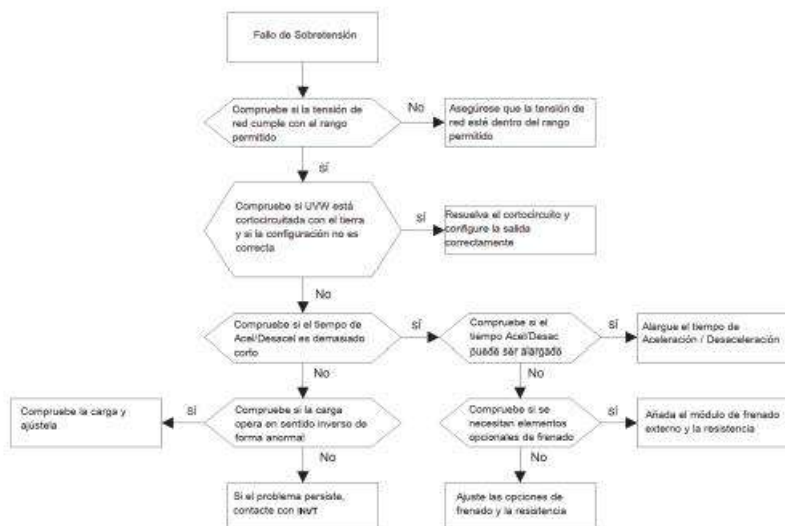 Fallo de Sobretensión
Compruebe si la tensión de
red cumple con el rango
permitido
No
Asegúrese que la tensión de
red esté dentro del rango
permitido
sí
Compruebe si UVW está
cortocircuitada con el tierra
y si la configuración no es
correcta
sí
Resuelva el cortocircuito y
configure la salida
correctamente
No
Compruebe si el tiempo de
Acel/Desacel es demasiado
corto
sí
Compruebe si el
tiempo Acel/Desac
puede ser alargado
sí
Alargue el tiempo de
Aceleración / Desaceleración
No
No
Compruebe la carga y
ajústela
sí
Compruebe si la carga
opera en sentido inverso de
forma anormal
Compruebe si se
necesitan elementos
opcionales de frenado
sí
Añada el módulo de frenado
externo y la resistencia
No
No
Si el problema persiste,
contacte con INVT
Ajuste las opciones de
frenado y la resistencia